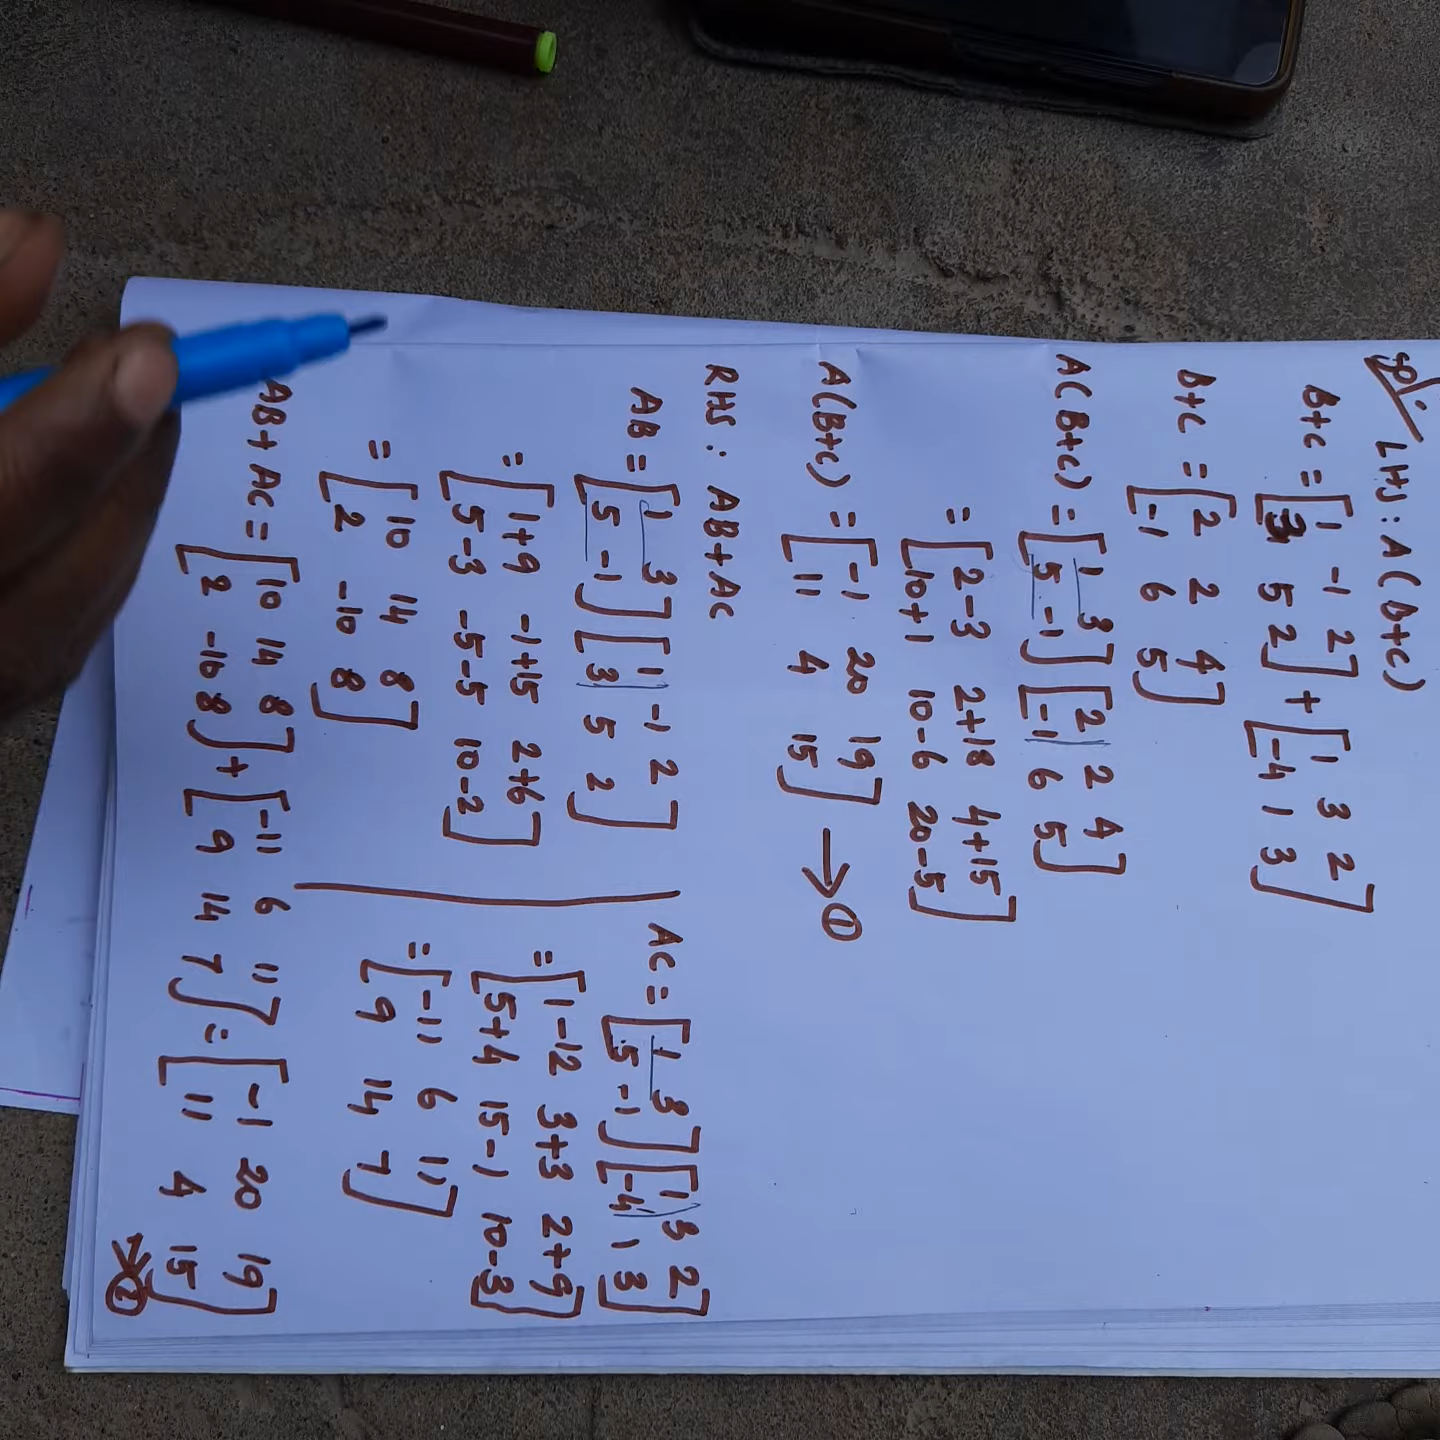 Sol:- LHS : A(B+C)
B+C = [1 -1 2
3 5 2] + [1 3 2
-4 1 3]
B+C = [2 2 4
-1 6 5]
A(B+C) = [1 3
5 -1] [2 2 4
-1 6 5]
= [2-3 2+18 4+15
10+1 10-6 20-5]
A(B+C) = [-1 20 19
11 4 15] → ①
RHS : AB+AC
AB = [1 3
5 -1] [1 -1 2
3 5 2]
= [1+9 -1+15 2+6
5-3 -5-5 10-2]
= [10 14 8
2 -10 8]
AC = [1 3
5 -1] [1 3 2
-4 1 3]
= [1-12 3+3 2+9
5+4 15-1 10-3]
= [-11 6 11
9 14 7]
AB+AC = [10 14 8
2 -10 8] + [-11 6 11
9 14 7] = [-1 20 19
11 4 15]
→ ②